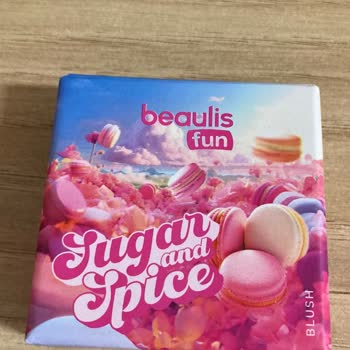 beaulis
fun
Sugar
and
Spice
BLUSH